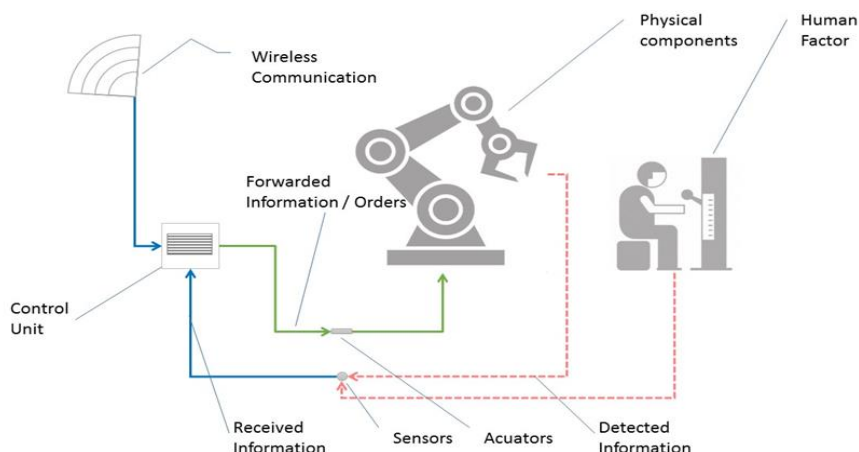 Physical
components
Human
Factor
Wireless
Communication
Forwarded
Information / Orders
Control
Unit
Received
Information
Sensors
Acuators
Detected
Information